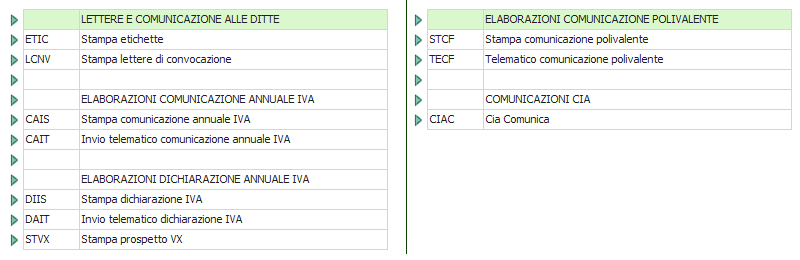 LETTERE E COMUNICAZIONE ALLE DITTE
ETIC Stampa etichette
LCNV Stampa lettere di convocazione
ELABORAZIONI COMUNICAZIONE ANNUALE IVA
CAIS Stampa comunicazione annuale IVA
CAIT Invio telematico comunicazione annuale IVA
ELABORAZIONI DICHIARAZIONE ANNUALE IVA
DIIS Stampa dichiarazione IVA
DAIT Invio telematico dichiarazione IVA
STVX Stampa prospetto VX
ELABORAZIONI COMUNICAZIONE POLIVALENTE
STCF Stampa comunicazione polivalente
TECF Telematico comunicazione polivalente
COMUNICAZIONI CIA
CIAC Cia Comunica